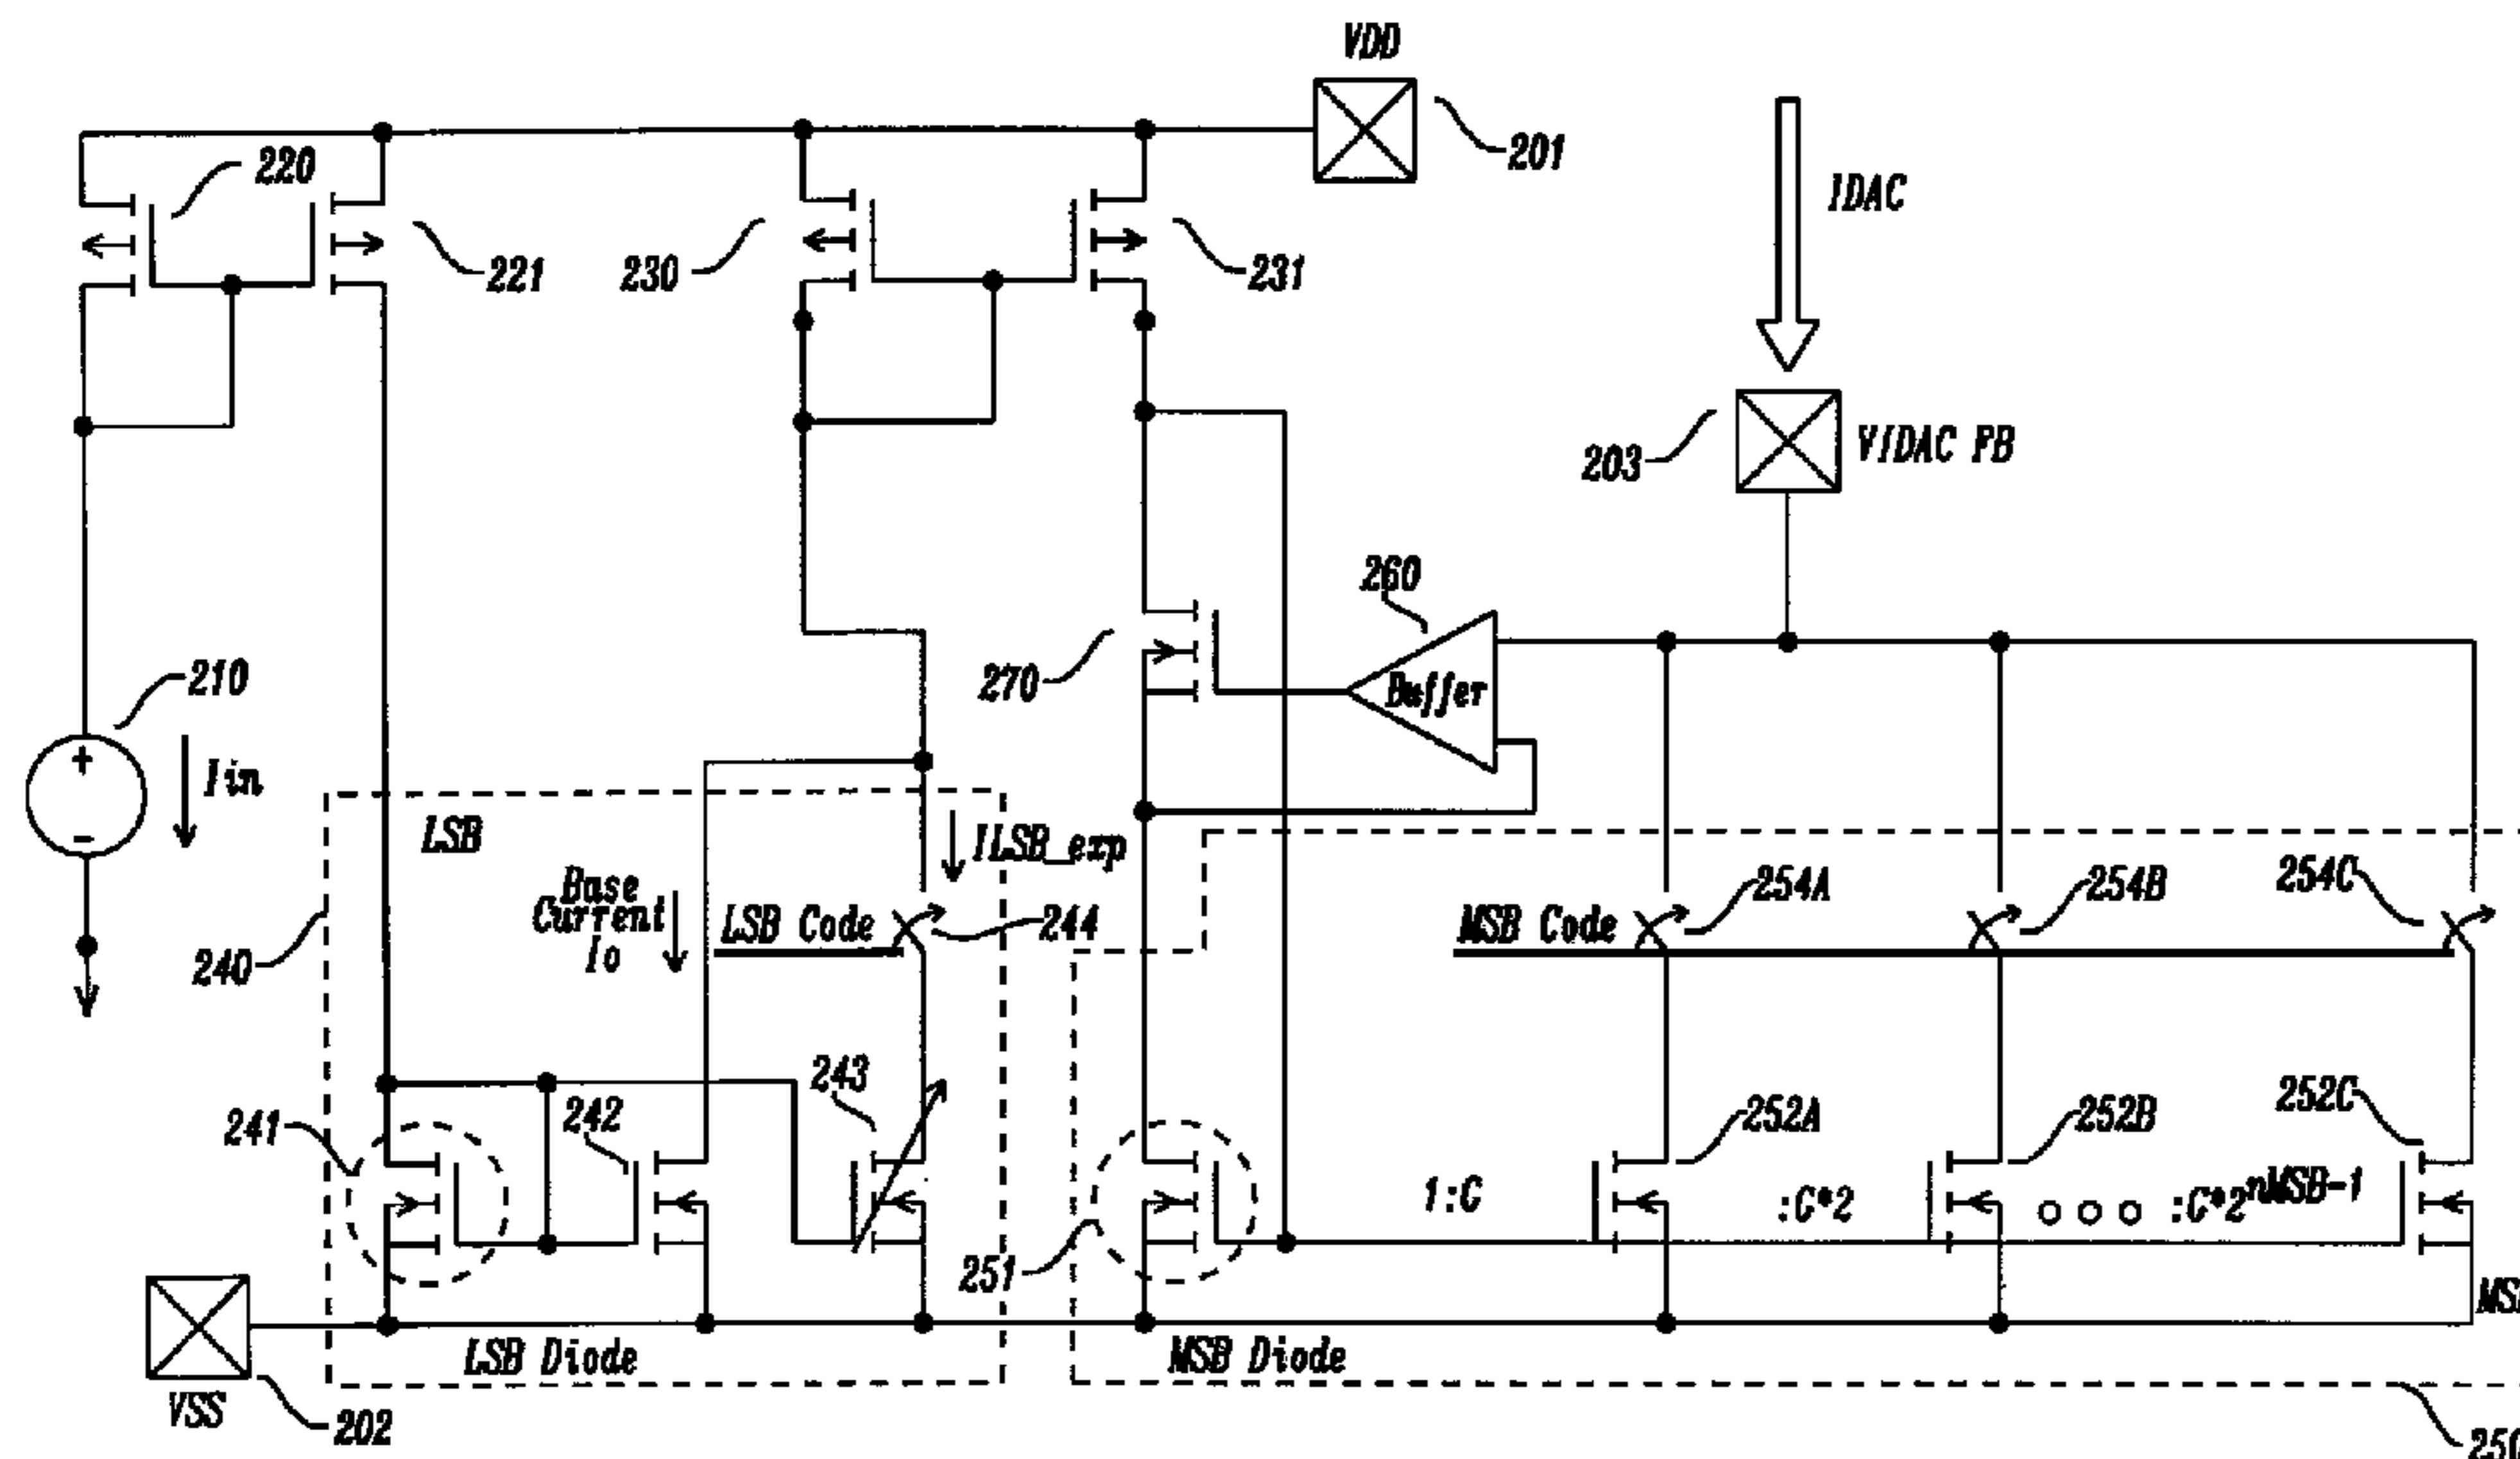 VDD
201
220
221
230
231
IDAC
203
VIDAC FB
260
Buffer
270
210
Iin
LSB
ILSB_exp
Base
Current
Io
LSB Code
244
240
MSB Code
254A
254B
254C
241
242
243
252A
252B
252C
251
1:G
:G*2
:G*2nMSB-1
LSB Diode
MSB Diode
VSS
202